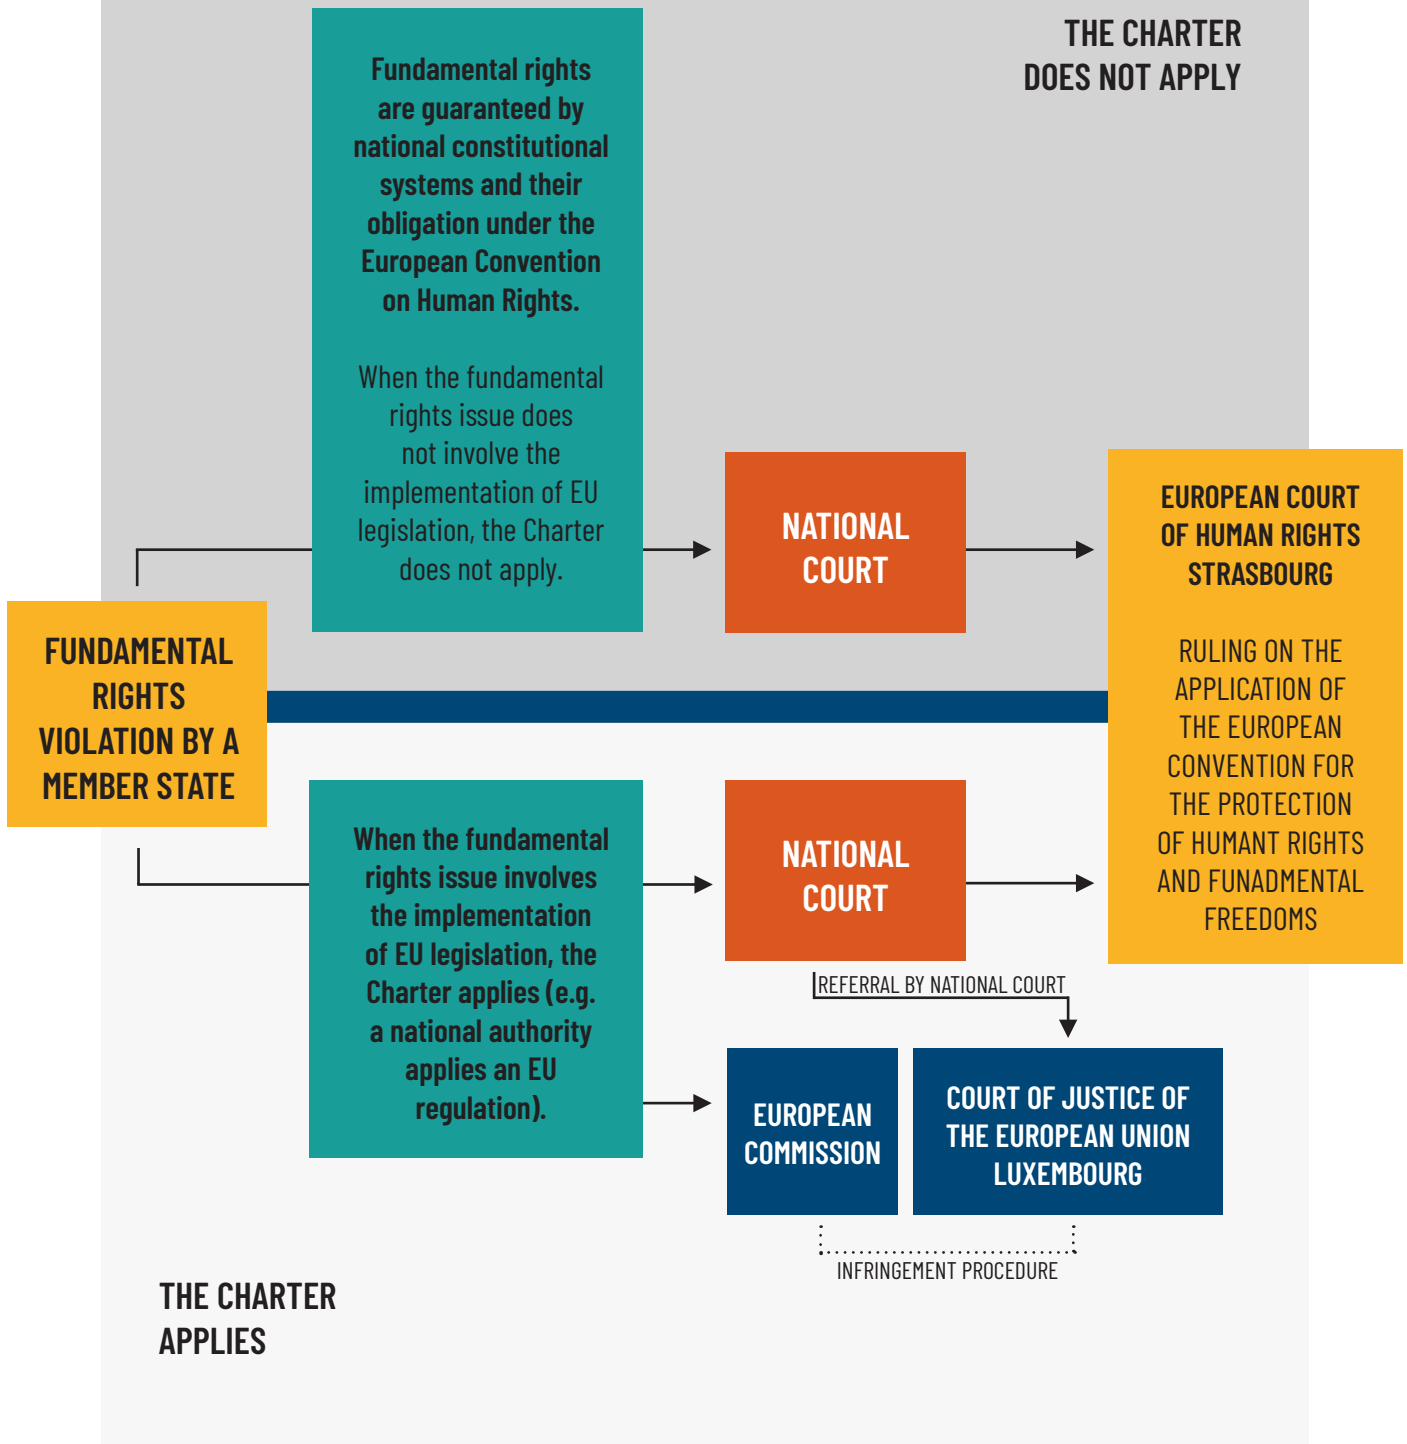 THE CHARTER
DOES NOT APPLY
Fundamental rights
are guaranteed by
national constitutional
systems and their
obligation under the
European Convention
on Human Rights.
When the fundamental
rights issue does
not involve the
implementation of EU
legislation, the Charter
does not apply.
NATIONAL
COURT
EUROPEAN COURT
OF HUMAN RIGHTS
STRASBOURG
RULING ON THE
APPLICATION OF
THE EUROPEAN
CONVENTION FOR
THE PROTECTION
OF HUMANT RIGHTS
AND FUNADMENTAL
FREEDOMS
FUNDAMENTAL
RIGHTS
VIOLATION BY A
MEMBER STATE
When the fundamental
rights issue involves
the implementation
of EU legislation, the
Charter applies (e.g.
a national authority
applies an EU
regulation).
NATIONAL
COURT
REFERRAL BY NATIONAL COURT
EUROPEAN
COMMISSION
COURT OF JUSTICE OF
THE EUROPEAN UNION
LUXEMBOURG
INFRINGEMENT PROCEDURE
THE CHARTER
APPLIES